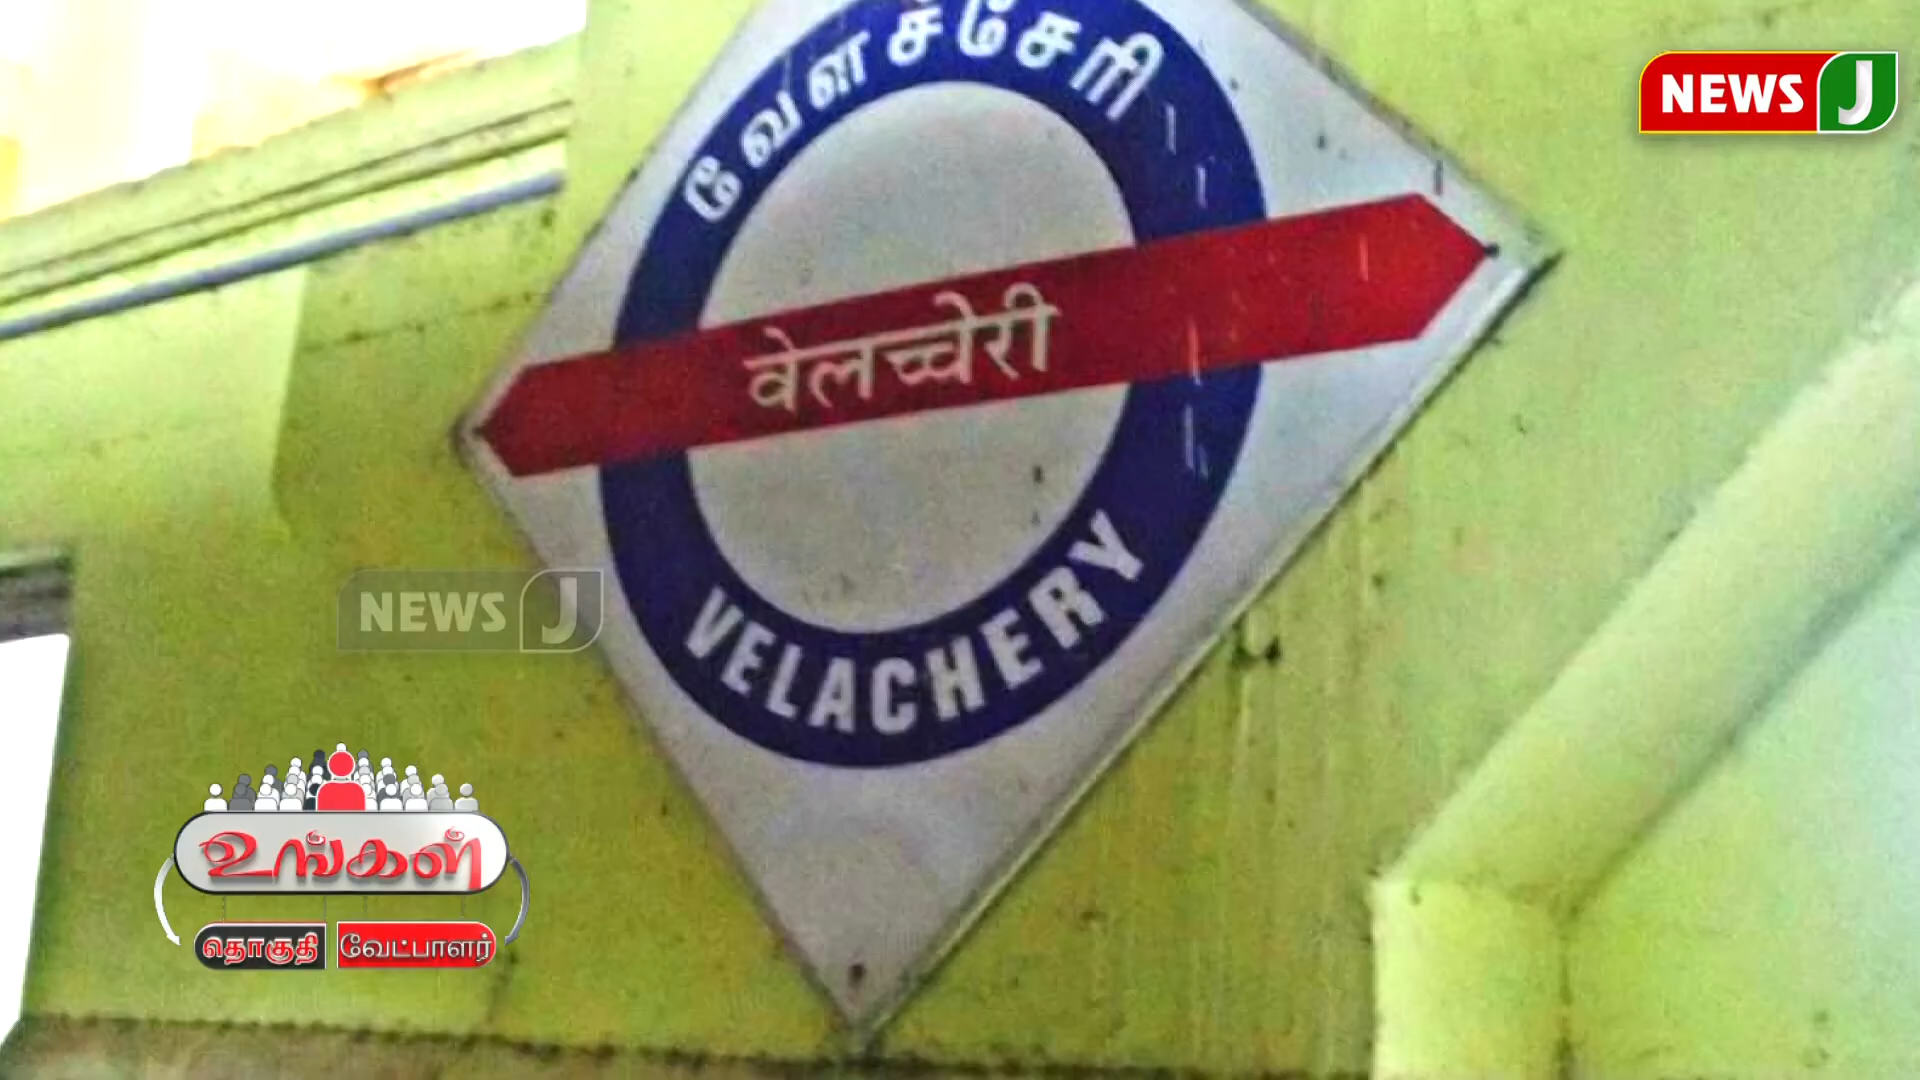 NEWS J
வேளச்சேரி
वेलच्चेरी
VELACHERY
NEWS J
உங்கள்
தொகுதி வேட்பாளர்